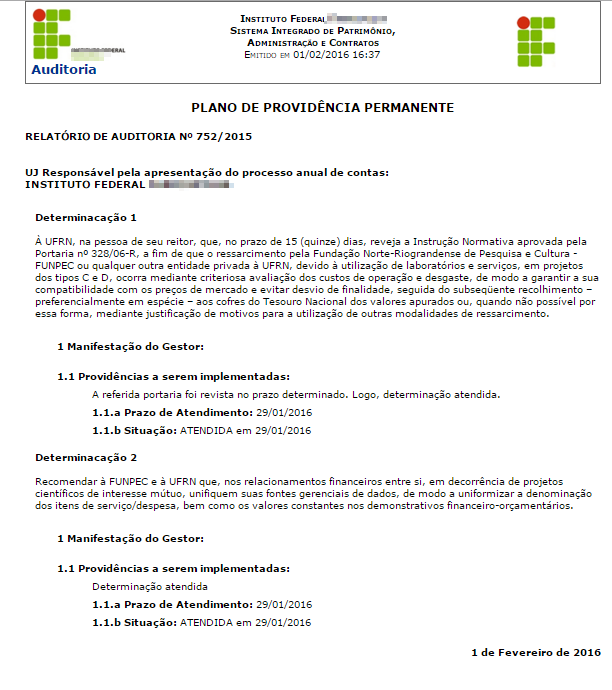 INSTITUTO FEDERAL
SISTEMA INTEGRADO DE PATRIMÔNIO,
ADMINISTRAÇÃO E CONTRATOS
EMITIDO EM 01/02/2016 16:37
INSTITUTO FEDERAL
Auditoria
PLANO DE PROVIDÊNCIA PERMANENTE
RELATÓRIO DE AUDITORIA Nº 752/2015
UJ Responsável pela apresentação do processo anual de contas:
INSTITUTO FEDERAL
Determinacação 1
À UFRN, na pessoa de seu reitor, que, no prazo de 15 (quinze) dias, reveja a Instrução Normativa aprovada pela
Portaria nº 328/06-R, a fim de que o ressarcimento pela Fundação Norte-Riograndense de Pesquisa e Cultura -
FUNPEC ou qualquer outra entidade privada à UFRN, devido à utilização de laboratórios e serviços, em projetos
dos tipos C e D, ocorra mediante criteriosa avaliação dos custos de operação e desgaste, de modo a garantir a sua
compatibilidade com os preços de mercado e evitar desvio de finalidade, seguida do subseqüente recolhimento –
preferencialmente em espécie – aos cofres do Tesouro Nacional dos valores apurados ou, quando não possível por
essa forma, mediante justificação de motivos para a utilização de outras modalidades de ressarcimento.
1 Manifestação do Gestor:
1.1 Providências a serem implementadas:
A referida portaria foi revista no prazo determinado. Logo, determinação atendida.
1.1.a Prazo de Atendimento: 29/01/2016
1.1.b Situação: ATENDIDA em 29/01/2016
Determinacação 2
Recomendar à FUNPEC e à UFRN que, nos relacionamentos financeiros entre si, em decorrência de projetos
científicos de interesse mútuo, unifiquem suas fontes gerenciais de dados, de modo a uniformizar a denominação
dos itens de serviço/despesa, bem como os valores constantes nos demonstrativos financeiro-orçamentários.
1 Manifestação do Gestor:
1.1 Providências a serem implementadas:
Determinação atendida
1.1.a Prazo de Atendimento: 29/01/2016
1.1.b Situação: ATENDIDA em 29/01/2016
1 de Fevereiro de 2016